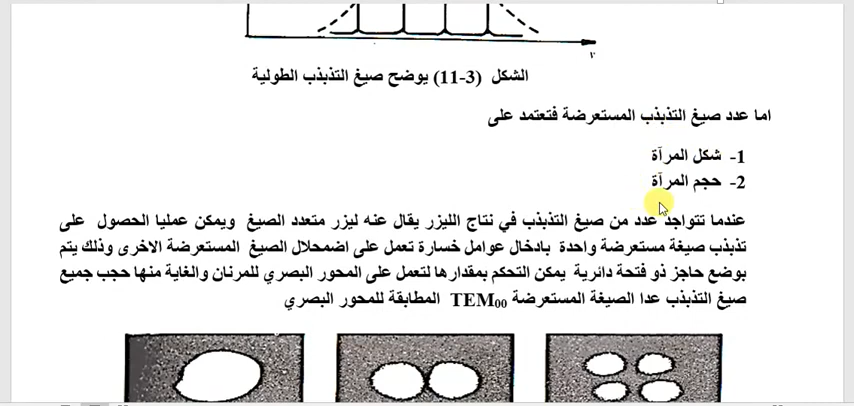 ν
الشكل (3-11) يوضح صيغ التذبذب الطولية
اما عدد صيغ التذبذب المستعرضة فتعتمد على
1- شكل المرآة
2- حجم المرآة
عندما تتواجد عدد من صيغ التذبذب في نتاج الليزر يقال عنه ليزر متعدد الصيغ ويمكن عمليا الحصول على
تذبذب صيغة مستعرضة واحدة بادخال عوامل خسارة تعمل على اضمحلال الصيغ المستعرضة الاخرى وذلك يتم
بوضع حاجز ذو فتحة دائرية يمكن التحكم بمقدارها لتعمل على المحور البصري للمرنان والغاية منها حجب جميع
صيغ التذبذب عدا الصيغة المستعرضة TEM₀₀ المطابقة للمحور البصري